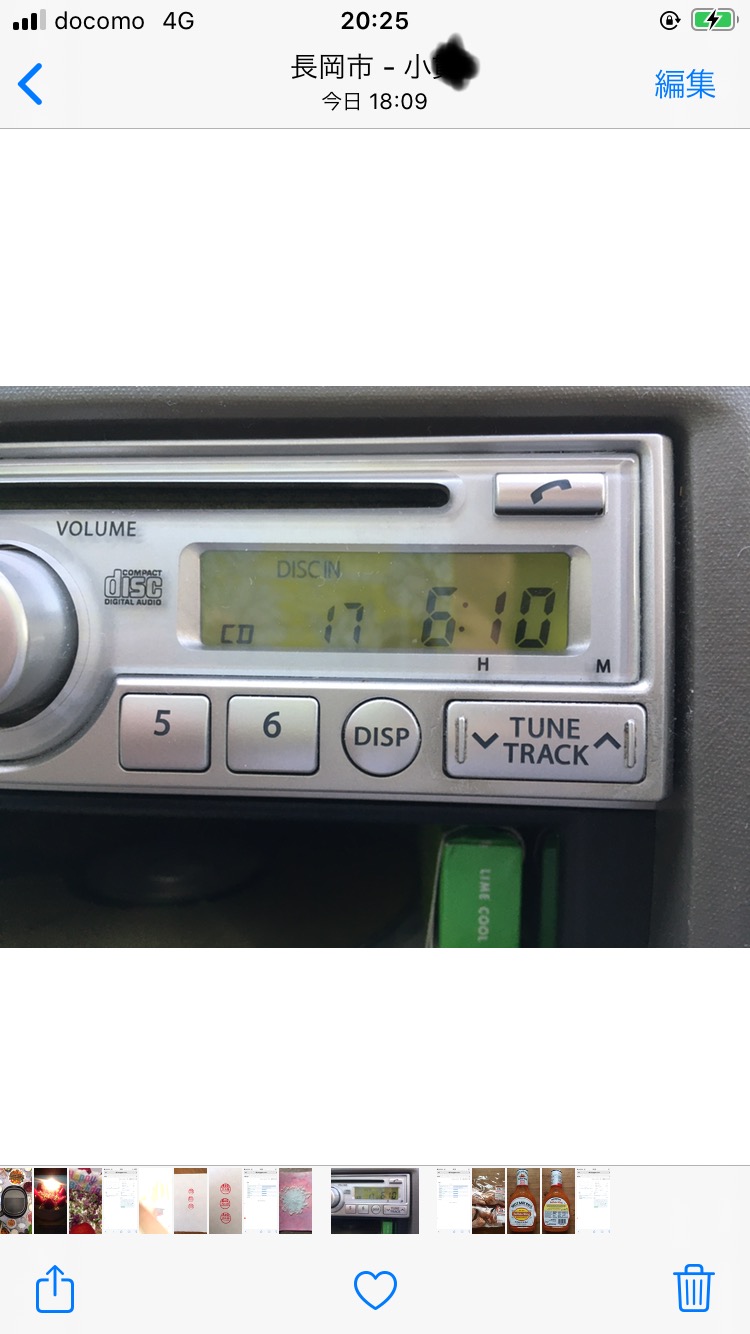 docomo 4G 20:25
長岡市 - 小
今日 18:09
編集
VOLUME
COMPACT
disc
DIGITAL AUDIO
DISC IN
CD 17 6:10
H M
5 6 DISP TUNE
TRACK
LIME COOL